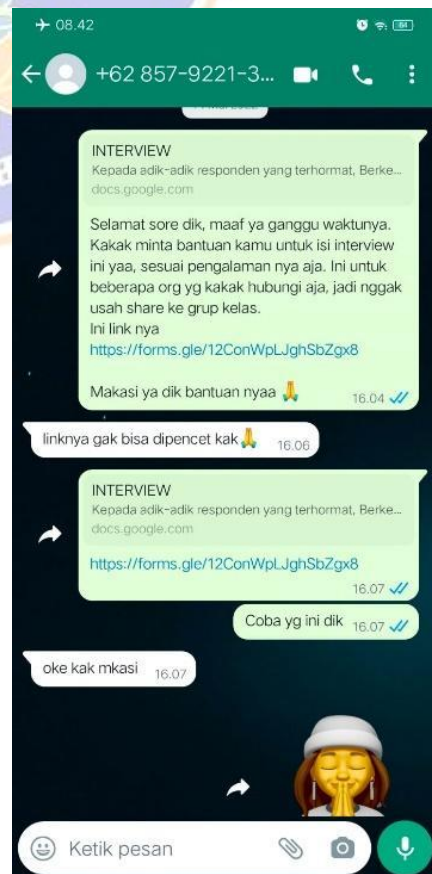 08.42
64
+62 857-9221-3...
INTERVIEW
Kepada adik-adik responden yang terhormat, Berke...
docs.google.com
Selamat sore dik, maaf ya ganggu waktunya.
Kakak minta bantuan kamu untuk isi interview
ini yaa, sesuai pengalaman nya aja. Ini untuk
beberapa org yg kakak hubungi aja, jadi nggak
usah share ke grup kelas.
Ini link nya
https://forms.gle/12ConWpLJghSbZgx8
Makasi ya dik bantuan nyaa 🙏
16.04
linknya gak bisa dipencet kak🙏 16.06
INTERVIEW
Kepada adik-adik responden yang terhormat, Berke...
docs.google.com
https://forms.gle/12ConWpLJghSbZgx8
16.07
Coba yg ini dik 16.07
oke kak mkasi 16.07
Ketik pesan